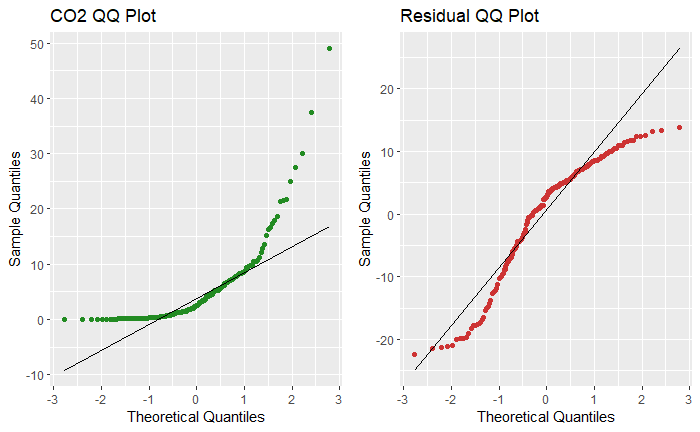 CO2 QQ Plot
50
40
30
20
10
0
-10
Sample Quantiles
-3 -2 -1 0 1 2 3
Theoretical Quantiles
Residual QQ Plot
20
10
0
-10
-20
Sample Quantiles
-3 -2 -1 0 1 2 3
Theoretical Quantiles